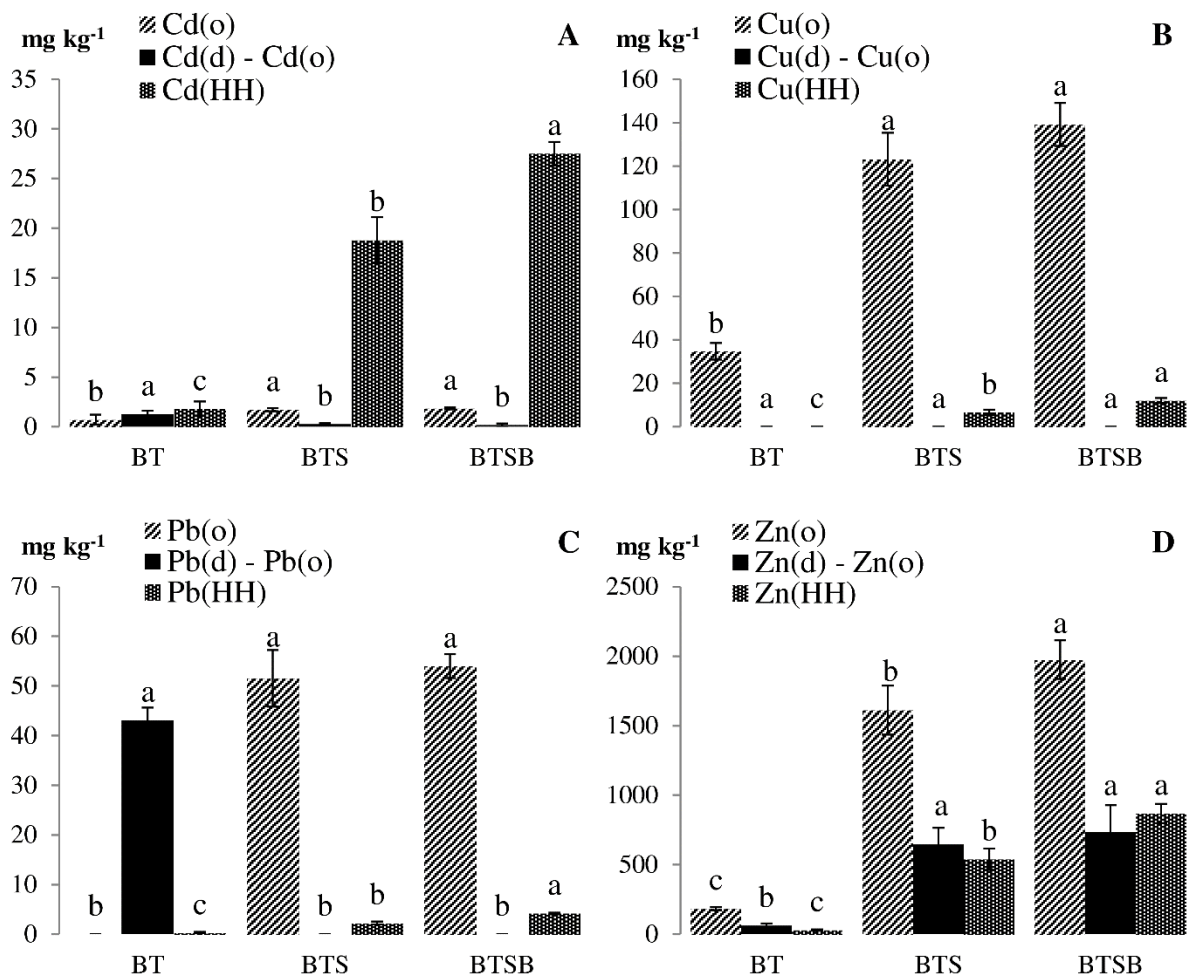 Cd(o)
mg kg-1
A
Cd(d) - Cd(o)
35
Cd(HH)
30
a
25
b
20
15
10
5
b a c a b a b
0
BT BTS BTSB
Cu(o)
mg kg-1
B
Cu(d) - Cu(o)
160
Cu(HH)
a
140
a
120
100
80
60
b
40
20
a c a b a a
0
BT BTS BTSB
Pb(o)
mg kg-1
C
Pb(d) - Pb(o)
70
Pb(HH)
a a
60
50
a
40
30
20
10
b c b b b a
0
BT BTS BTSB
Zn(o)
mg kg-1
D
Zn(d) - Zn(o)
2500
Zn(HH)
a
b
2000
1500
a a
1000
a b
500
c b c
0
BT BTS BTSB